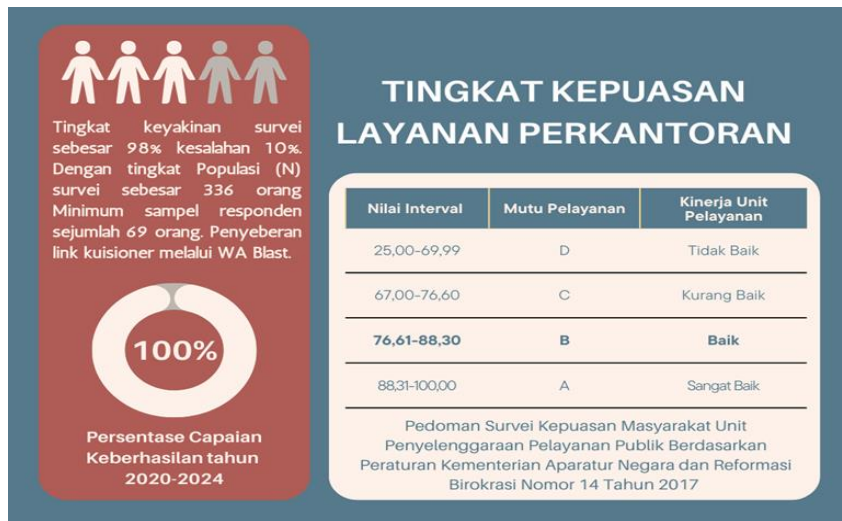 Tingkat keyakinan survei
sebesar 98% kesalahan 10%.
Dengan tingkat Populasi (N)
survei sebesar 336 orang
Minimum sampel responden
sejumlah 69 orang. Penyeberan
link kuisioner melalui WA Blast.
100%
Persentase Capaian
Keberhasilan tahun
2020-2024
TINGKAT KEPUASAN
LAYANAN PERKANTORAN
Nilai Interval Mutu Pelayanan Kinerja Unit Pelayanan
25,00-69,99 D Tidak Baik
67,00-76,60 C Kurang Baik
76,61-88,30 B Baik
88,31-100,00 A Sangat Baik
Pedoman Survei Kepuasan Masyarakat Unit
Penyelenggaraan Pelayanan Publik Berdasarkan
Peraturan Kementerian Aparatur Negara dan Reformasi
Birokrasi Nomor 14 Tahun 2017